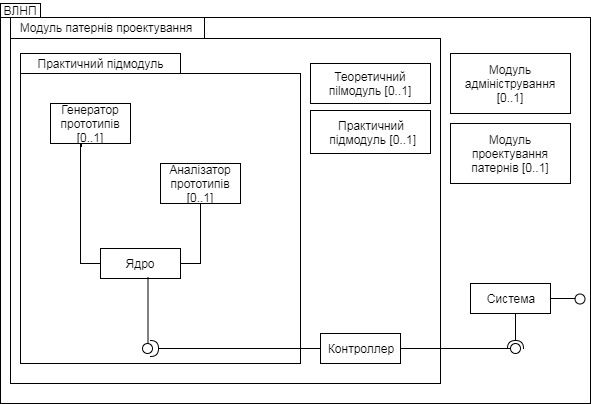 ВЛНП
Модуль патернів проектування
Практичний підмодуль
Генератор
прототипів
[0..1]
Аналізатор
прототипів
[0..1]
Ядро
Теоретичний
пілмодуль [0..1]
Практичний
підмодуль [0..1]
Модуль
адміністрування
[0..1]
Модуль
проектування
патернів [0..1]
Система
Контроллер